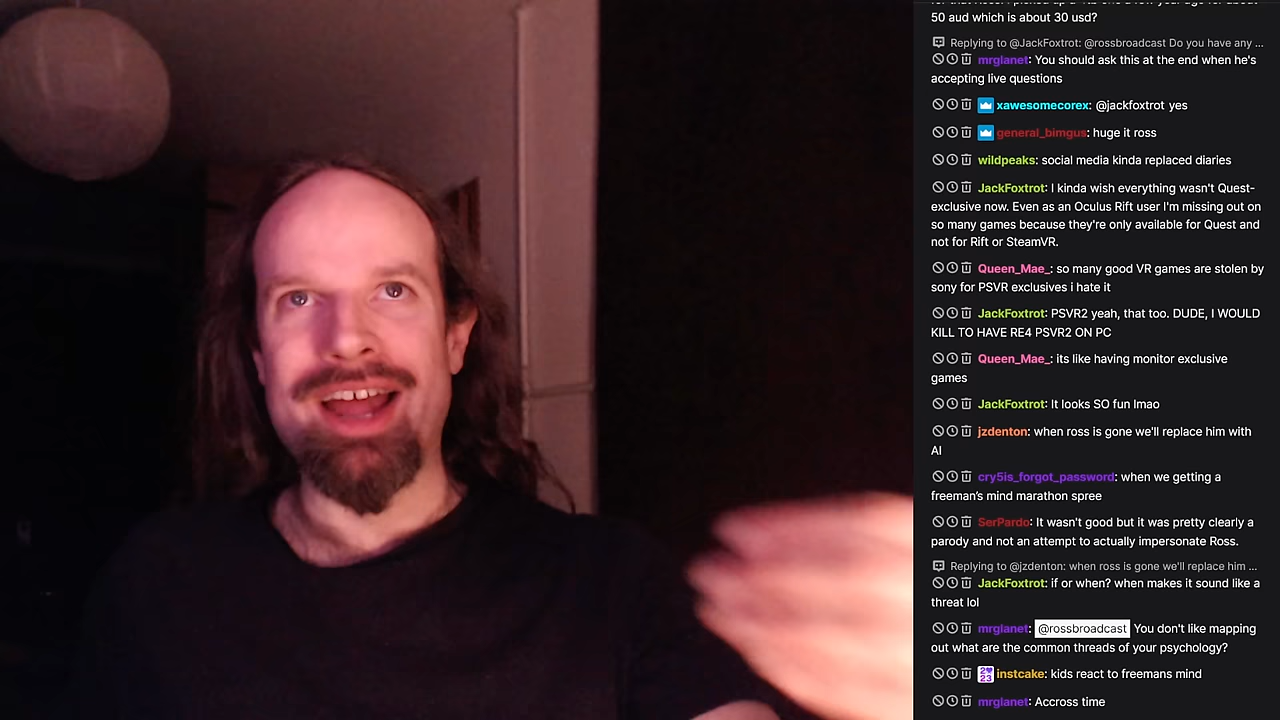 50 aud which is about 30 usd?
Replying to @JackFoxtrot: @rossbroadcast Do you have any ...
mrglanet: You should ask this at the end when he's
accepting live questions
xawesomecorex: @jackfoxtrot yes
general_bimgus: huge it ross
wildpeaks: social media kinda replaced diaries
JackFoxtrot: I kinda wish everything wasn't Quest-
exclusive now. Even as an Oculus Rift user I'm missing out on
so many games because they're only available for Quest and
not for Rift or SteamVR.
Queen_Mae_: so many good VR games are stolen by
sony for PSVR exclusives i hate it
JackFoxtrot: PSVR2 yeah, that too. DUDE, I WOULD
KILL TO HAVE RE4 PSVR2 ON PC
Queen_Mae_: its like having monitor exclusive
games
JackFoxtrot: It looks SO fun lmao
jzdenton: when ross is gone we'll replace him with
AI
cry5is_forgot_password: when we getting a
freeman's mind marathon spree
SerPardo: It wasn't good but it was pretty clearly a
parody and not an attempt to actually impersonate Ross.
Replying to @jzdenton: when ross is gone we'll replace him ...
JackFoxtrot: if or when? when makes it sound like a
threat lol
mrglanet: @rossbroadcast You don't like mapping
out what are the common threads of your psychology?
2023 instcake: kids react to freemans mind
mrglanet: Accross time